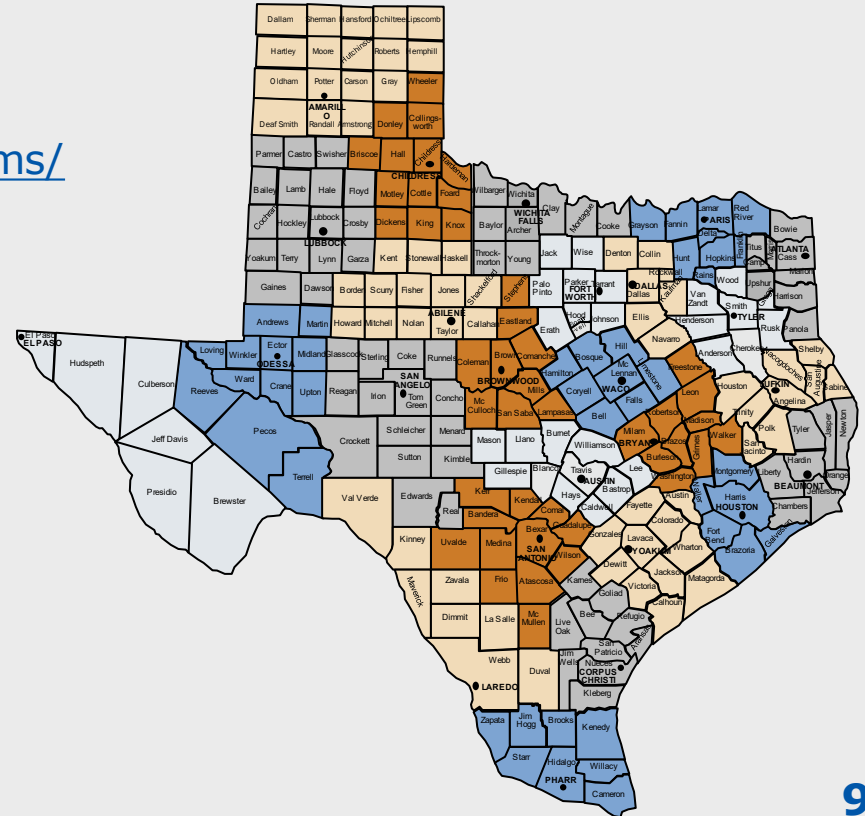 ms/
Dallam Sherman Hansford Ochiltree Lipscomb
Hartley Moore Hutchinson Roberts Hemphill
Oldham Potter Carson Gray Wheeler
AMARILL
O
Deaf Smith Randall Armstrong Donley Collings-
worth
Parmer Castro Swisher Briscoe Hall Childress Hardeman
CHILDRESS
Bailey Lamb Hale Floyd Motley Cottle Foard Wilbarger Wichita
WICHITA
FALLS
Clay Montague Cooke Grayson Fannin Lamar Red
River
PARIS
Delta Franklin Titus Morris Bowie
ATLANTA
Cass
Cochran Hockley Lubbock Crosby Dickens King Knox Baylor Archer
LUBBOCK
Jack Wise Denton Collin Hunt Hopkins Camp Marion
Yoakum Terry Lynn Garza Kent Stonewall Haskell Throck-
morton Young
Rockwall Rains Wood Upshur Harrison
Gaines Dawson Borden Scurry Fisher Jones Shackelford Stephens Palo
Pinto Parker Tarrant Dallas Kaufman Van
Zandt Smith
FORT
WORTH
DALLAS
TYLER
Andrews Martin Howard Mitchell Nolan Taylor Callahan Eastland Erath Hood Johnson Ellis Henderson Rusk Panola
ABILENE
El Paso
EL PASO
Hudspeth Culberson Loving Winkler Ector Midland Glasscock Sterling Coke Runnels Coleman Brown Comanche Hamilton Bosque Hill Navarro Anderson Cherokee Nacogdoches Shelby
ODESSA
BROWNWOOD
Reeves Ward Crane Upton Reagan Irion Tom
Green Concho Mc
Culloch San Saba Mills Lampasas Coryell Mc
Lennan Limestone Freestone Houston Angelina San
Augustine Sabine
SAN
ANGELO
WACO
LUFKIN
Jeff Davis Pecos Crockett Schleicher Menard Mason Llano Burnet Bell Falls Robertson Leon Madison Trinity Polk Tyler Jasper Newton
Milam Brazos Grimes Walker San
Jacinto
BRYAN
Presidio Brewster Terrell Sutton Kimble Gillespie Blanco Williamson Travis Lee Burleson Washington Montgomery Liberty Hardin Orange
AUSTIN
BEAUMONT
Jefferson
Val Verde Edwards Real Kerr Kendall Hays Bastrop Caldwell Fayette Austin Harris Chambers
HOUSTON
Kinney Uvalde Bandera Medina Bexar Comal Guadalupe Gonzales Colorado Fort
Bend Galveston
SAN
ANTONIO
Wilson Lavaca Wharton Brazoria
YOAKUM
Maverick Zavala Frio Atascosa Karnes Dewitt Jackson Matagorda
Victoria Calhoun
Dimmit La Salle Mc
Mullen Live
Oak Bee Goliad Refugio Aransas
San
Patricio
Webb Duval Jim
Wells Nueces
CORPUS
CHRISTI
LAREDO
Kleberg
Zapata Jim
Hogg Brooks Kenedy
Starr Hidalgo Willacy
PHARR
Cameron
9